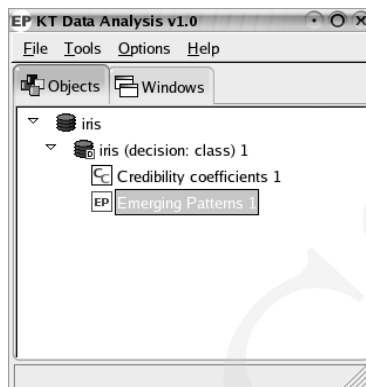 EP KT Data Analysis v1.0
File Tools Options Help
Objects Windows
iris
iris (decision: class) 1
CC Credibility coefficients 1
EP Emerging Patterns 1